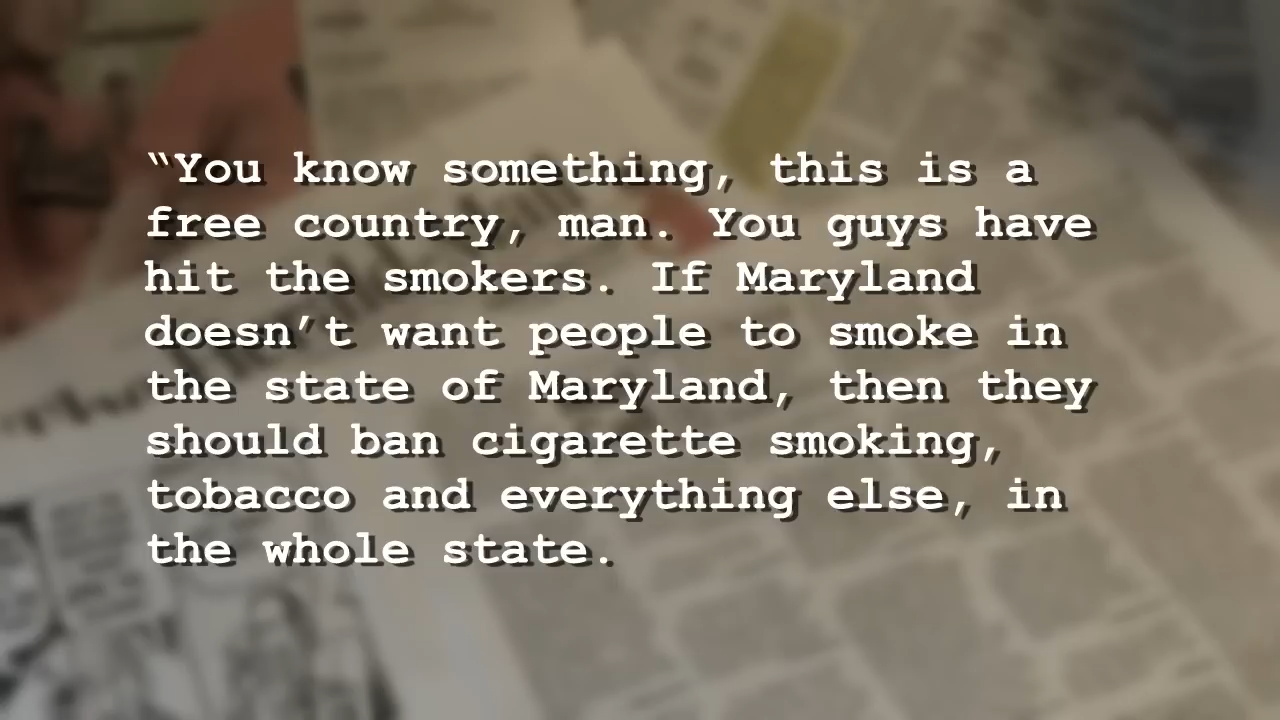 “You know something, this is a
free country, man. You guys have
hit the smokers. If Maryland
doesn’t want people to smoke in
the state of Maryland, then they
should ban cigarette smoking,
tobacco and everything else, in
the whole state.